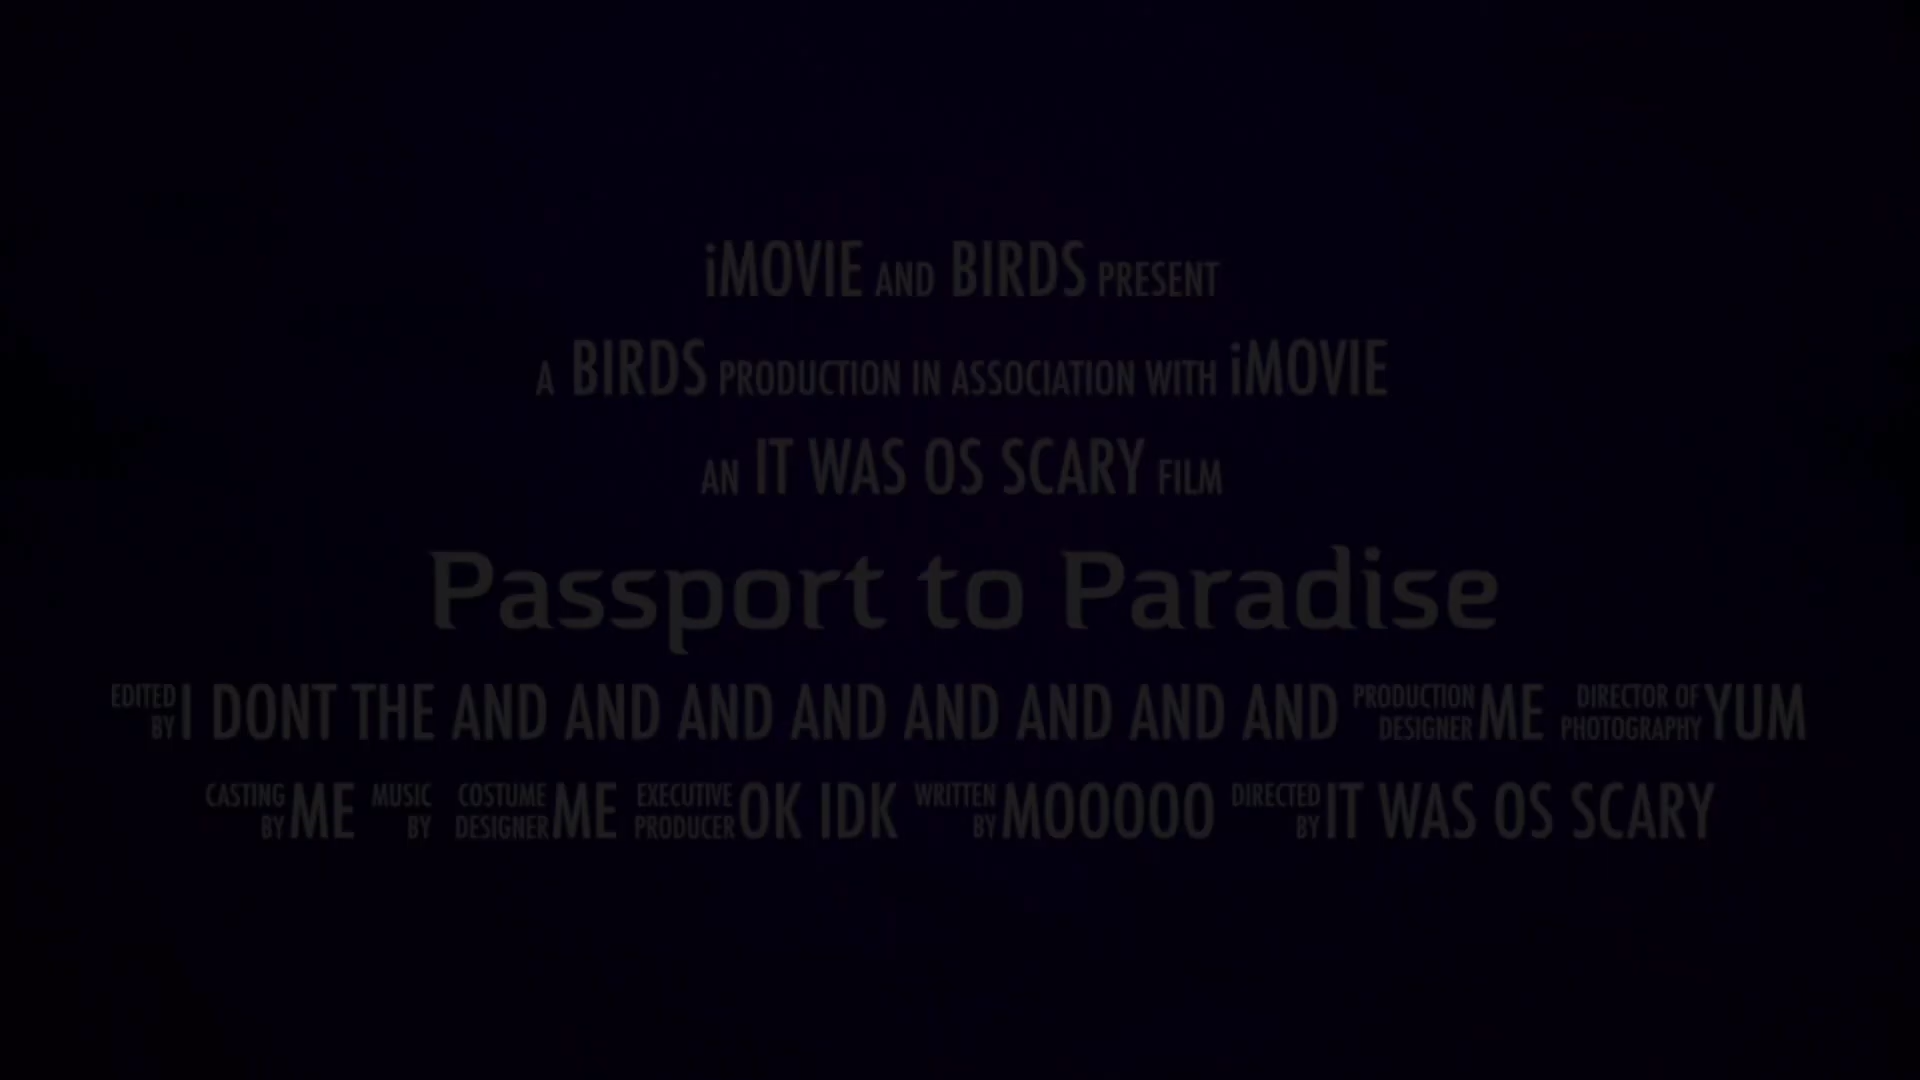 iMOVIE AND BIRDS PRESENT
A BIRDS PRODUCTION IN ASSOCIATION WITH iMOVIE
AN IT WAS OS SCARY FILM
Passport to Paradise
EDITED BY I DONT THE AND AND AND AND AND AND AND AND PRODUCTION DESIGNER ME DIRECTOR OF PHOTOGRAPHY YUM
CASTING BY ME MUSIC BY COSTUME DESIGNER ME EXECUTIVE PRODUCER OK IDK WRITTEN BY MOOOOO DIRECTED BY IT WAS OS SCARY